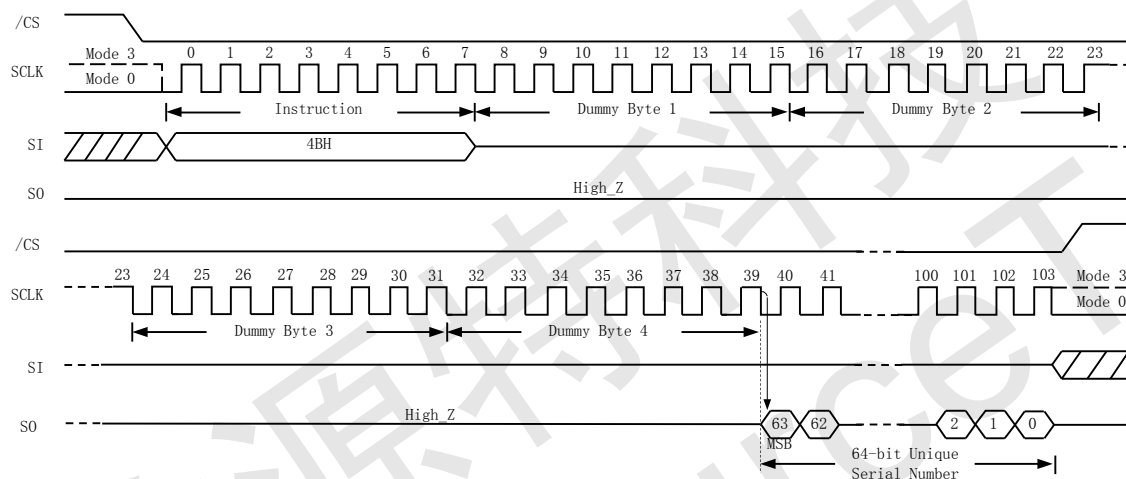 /CS
Mode 3
0 1 2 3 4 5 6 7 8 9 10 11 12 13 14 15 16 17 18 19 20 21 22 23
SCLK
Mode 0
Instruction Dummy Byte 1 Dummy Byte 2
SI 4BH
SO High_Z
/CS
23 24 25 26 27 28 29 30 31 32 33 34 35 36 37 38 39 40 41 100 101 102 103 Mode 3
SCLK Mode 0
Dummy Byte 3 Dummy Byte 4
SI
SO High_Z 63 62 2 1 0
MSB
64-bit Unique
Serial Number
源特科技